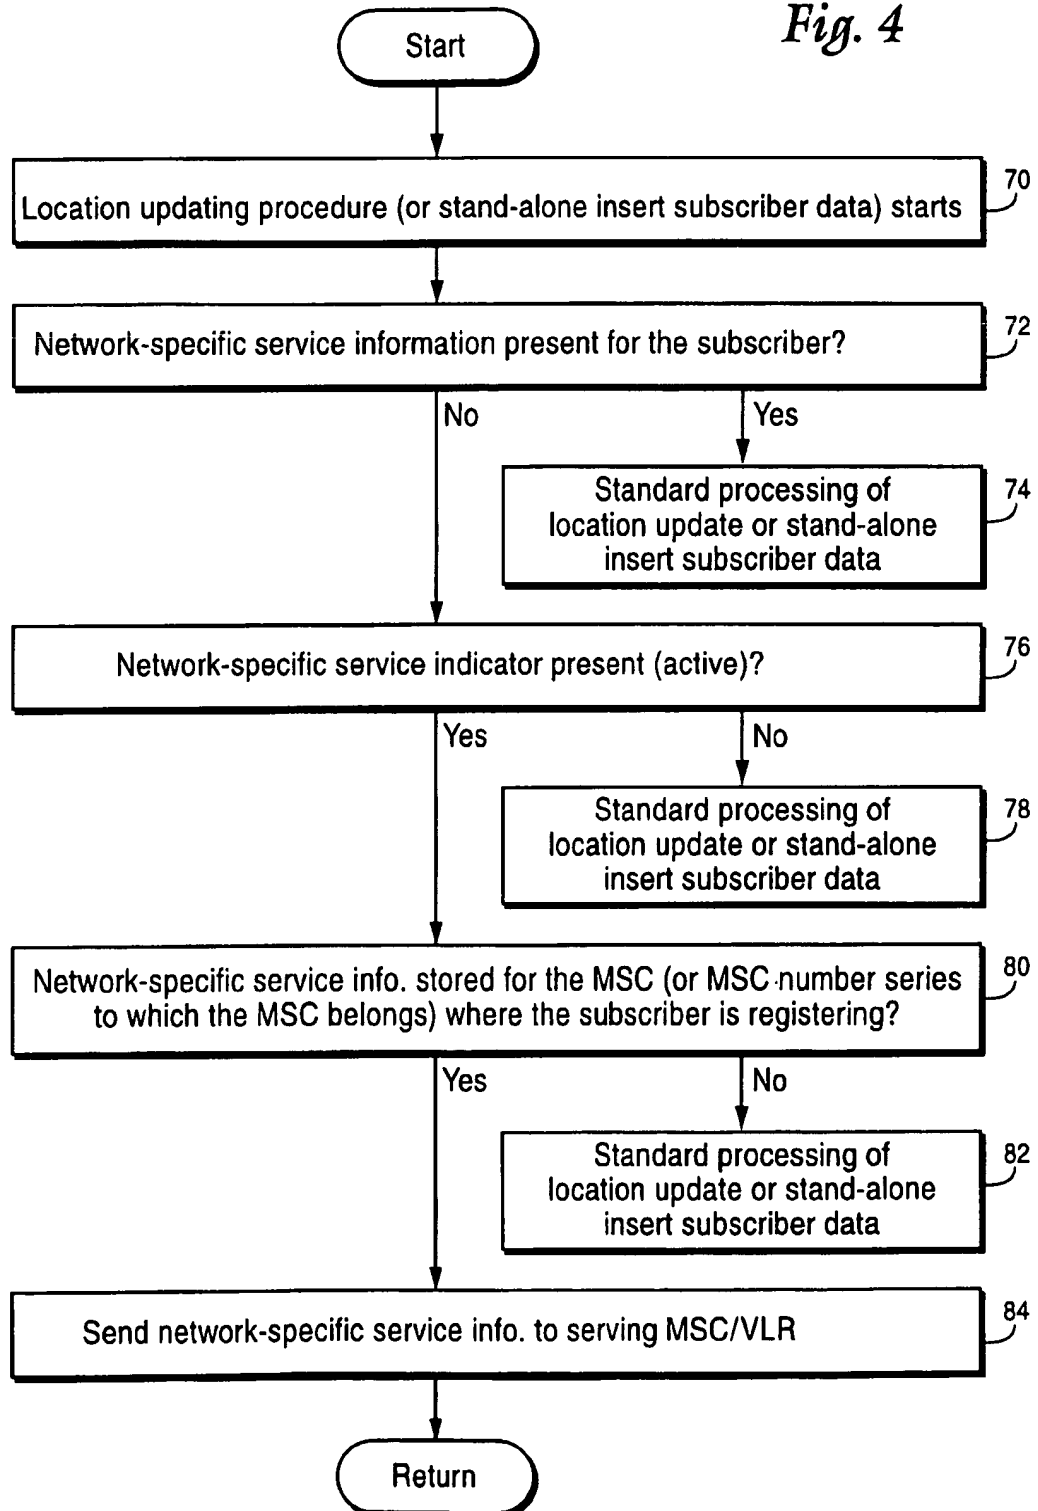 Fig. 4
Start
Location updating procedure (or stand-alone insert subscriber data) starts
70
Network-specific service information present for the subscriber?
72
No
Yes
Standard processing of
location update or stand-alone
insert subscriber data
74
Network-specific service indicator present (active)?
76
Yes
No
Standard processing of
location update or stand-alone
insert subscriber data
78
Network-specific service info. stored for the MSC (or MSC number series
to which the MSC belongs) where the subscriber is registering?
80
Yes
No
Standard processing of
location update or stand-alone
insert subscriber data
82
Send network-specific service info. to serving MSC/VLR
84
Return